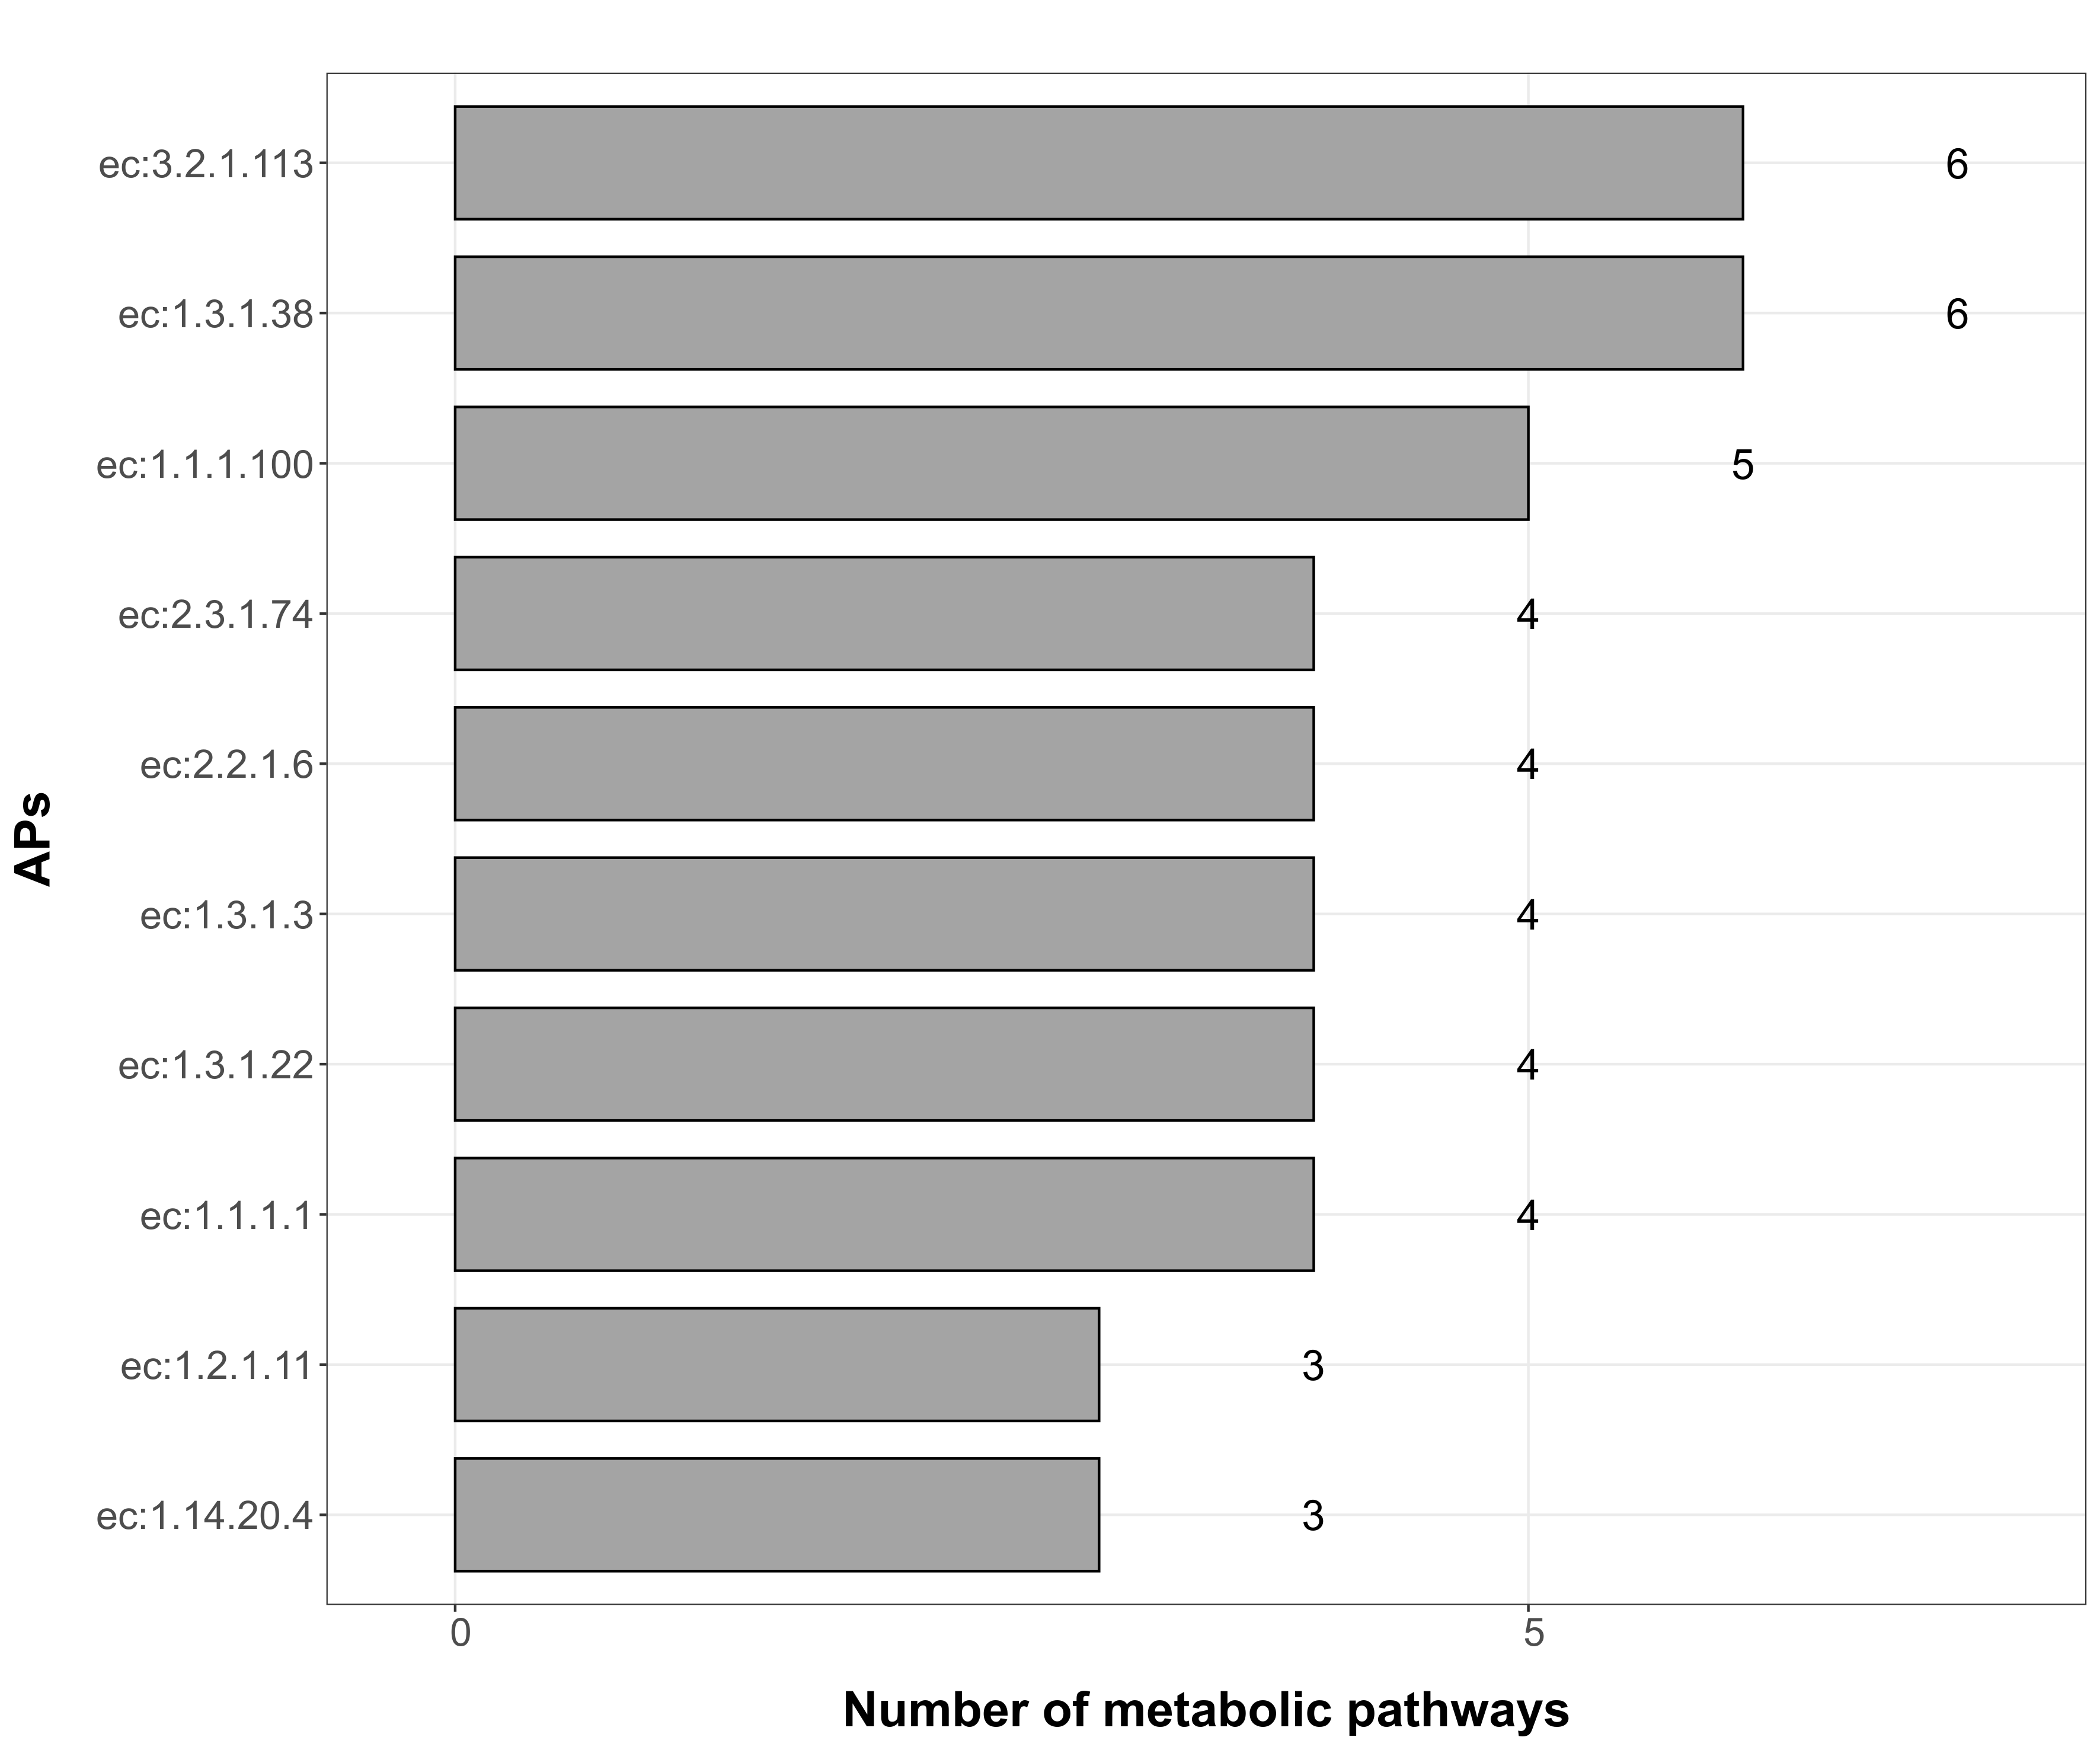 ec:3.2.1.113 6
ec:1.3.1.38 6
ec:1.1.1.100 5
ec:2.3.1.74 4
ec:2.2.1.6 4
APs
ec:1.3.1.3 4
ec:1.3.1.22 4
ec:1.1.1.1 4
ec:1.2.1.11 3
ec:1.14.20.4 3
0 5
Number of metabolic pathways